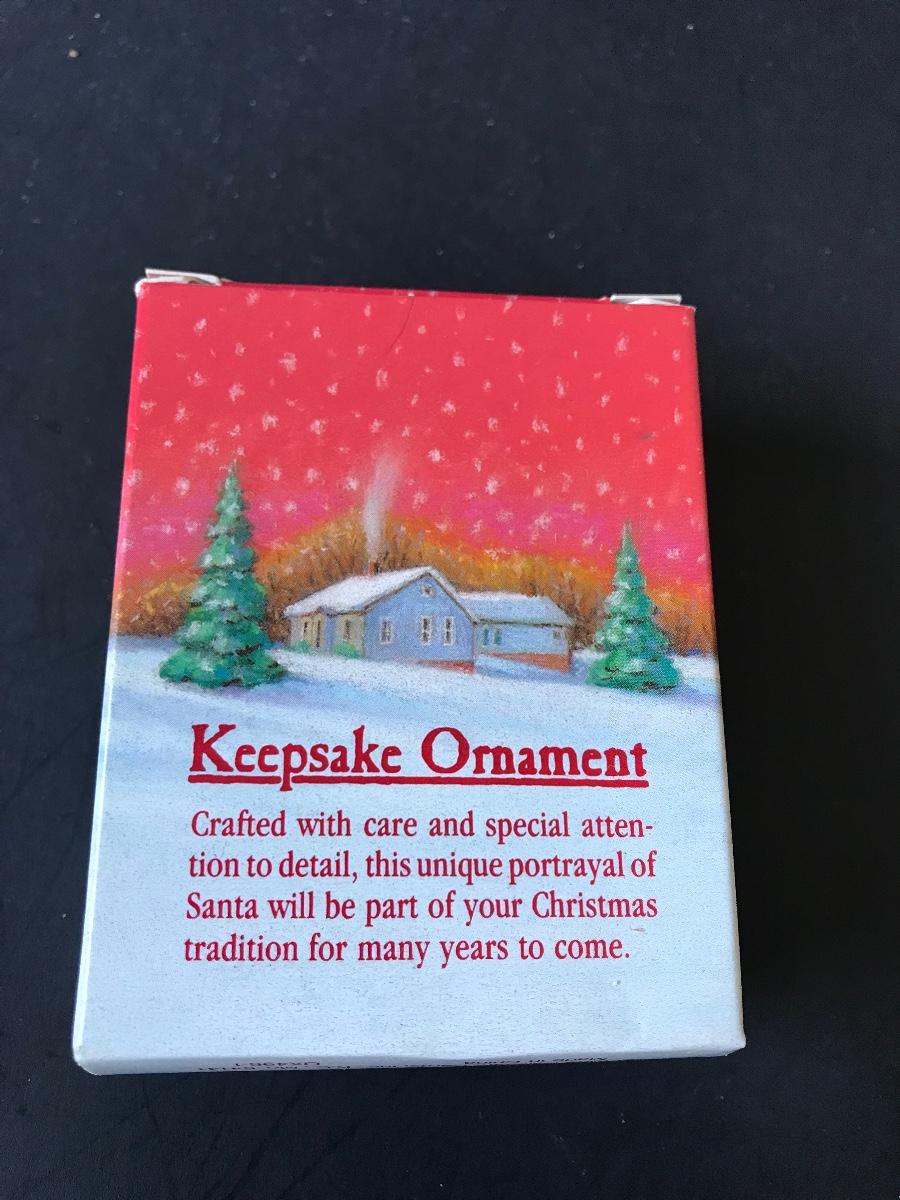 Keepsake Ornament
Crafted with care and special atten-
tion to detail, this unique portrayal of
Santa will be part of your Christmas
tradition for many years to come.